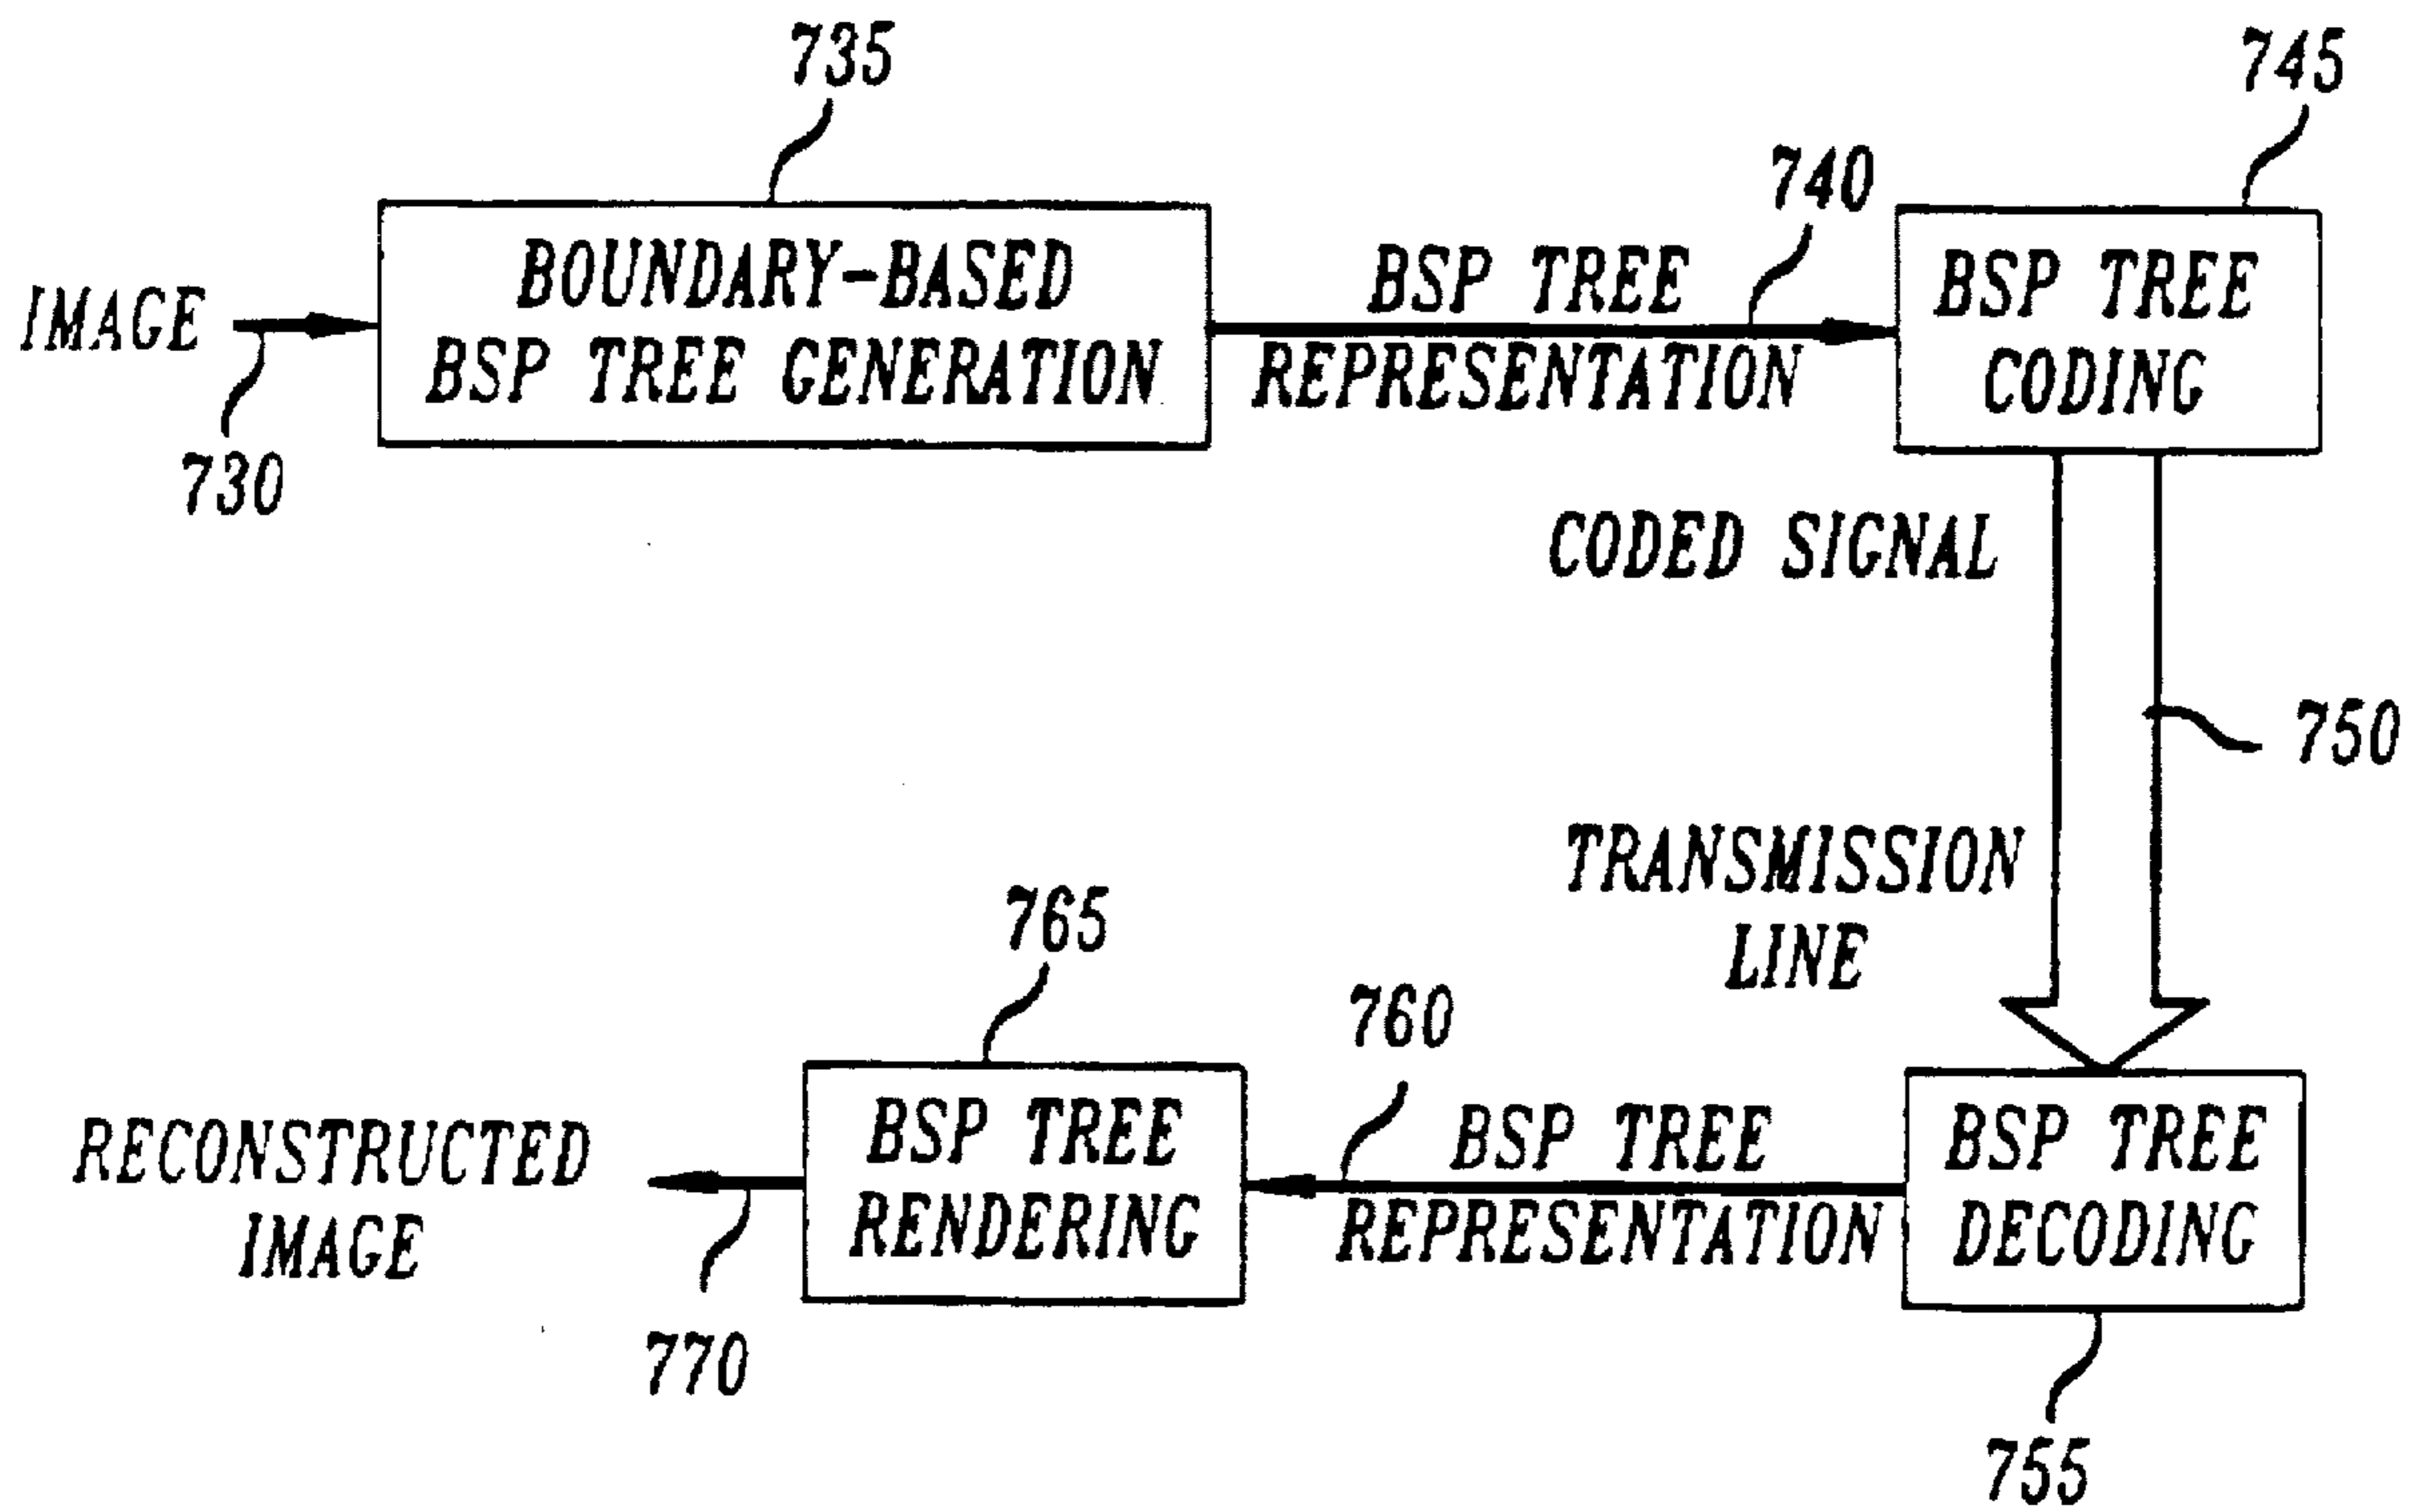 735
745
740
BOUNDARY-BASED
BSP TREE GENERATION
IMAGE
730
BSP TREE
REPRESENTATION
BSP TREE
CODING
CODED SIGNAL
750
TRANSMISSION
LINE
765
760
RECONSTRUCTED
IMAGE
770
BSP TREE
RENDERING
BSP TREE
REPRESENTATION
BSP TREE
DECODING
755